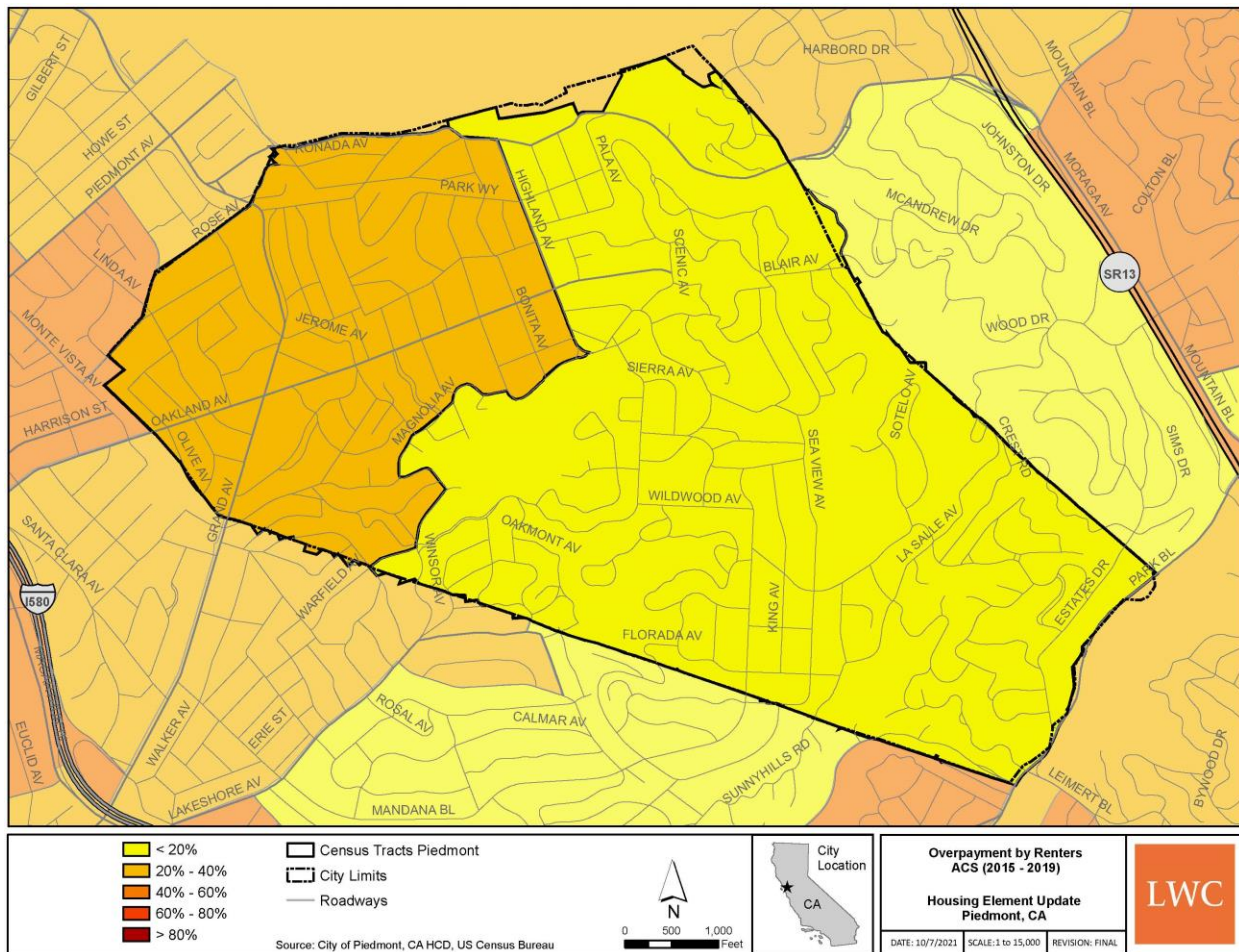 HARBORD DR
MOUNTAIN BL
GILBERT ST
HOWE ST
PIEDMONT AV
RONADA AV
PALA AV
JOHNSTON DR
MORAGA AV
COLTON BL
PARK WY
HIGHLAND AV
MCANDREW DR
ROSE AV
SCENIC AV
LINDA AV
BLAIR AV
SR13
BONITA AV
JEROME AV
WOOD DR
MONTE VISTA AV
SIERRA AV
MOUNTAIN BL
MAGNOLIA AV
SOTELO AV
HARRISON ST
OAKLAND AV
OLIVE AV
SEA VIEW AV
CREST RD
SIMS DR
GRAND AV
WILDWOOD AV
SANTA CLARA AV
OAKMONT AV
LA SALLE AV
WINSOR AV
PARK BL
WARFIELD
ESTATES DR
I580
KING AV
FLORADA AV
ROSAL AV
CALMAR AV
WALKER AV
ERIE ST
EUCLID AV
SUNNYHILLS RD
BYWOOD DR
LAKESHORE AV
LEIMERT BL
MANDANA BL
< 20%
20% - 40%
40% - 60%
60% - 80%
> 80%
Census Tracts Piedmont
City Limits
Roadways
Source: City of Piedmont, CA HCD, US Census Bureau
N
0 500 1,000
Feet
City
Location
CA
Overpayment by Renters
ACS (2015 - 2019)
Housing Element Update
Piedmont, CA
DATE: 10/7/2021 SCALE:1 to 15,000 REVISION: FINAL
LWC